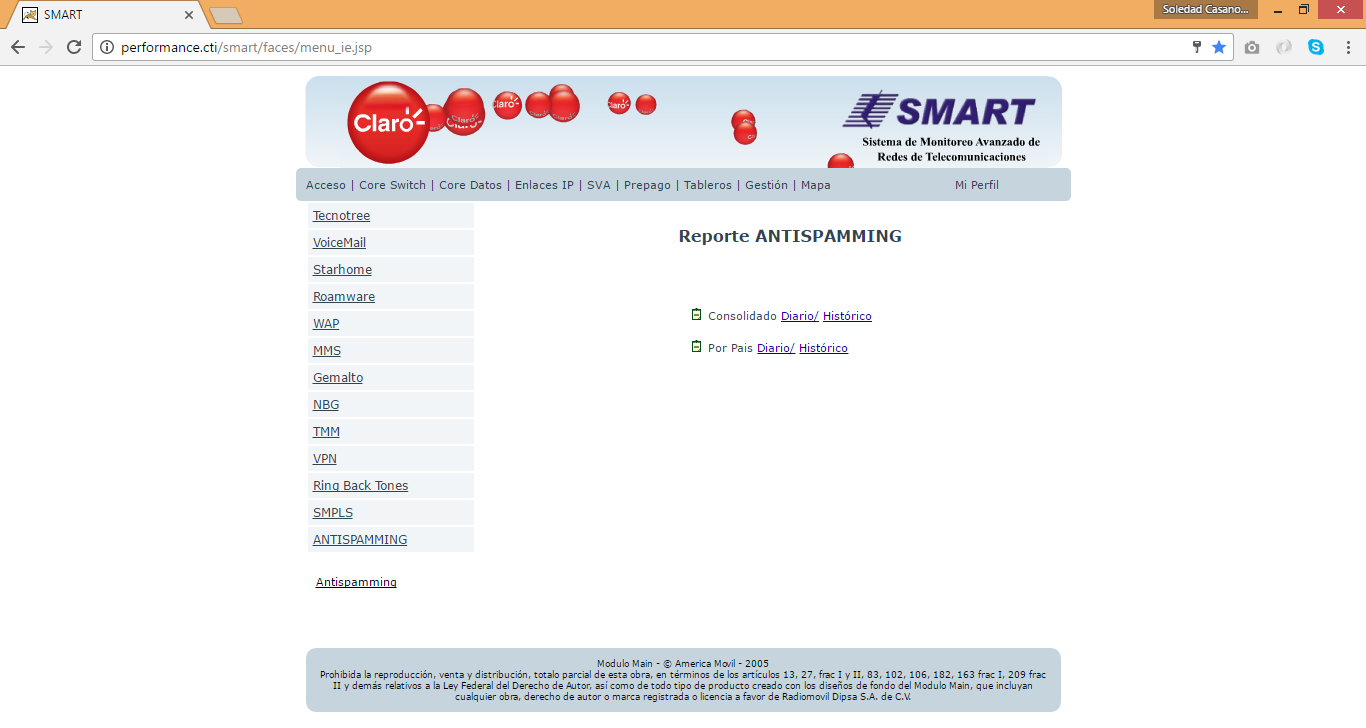 SMART
Soledad Casano...
performance.cti/smart/faces/menu_ie.jsp
Claro
Claro
Claro
SMART
Sistema de Monitoreo Avanzado de
Redes de Telecomunicaciones
Acceso | Core Switch | Core Datos | Enlaces IP | SVA | Prepago | Tableros | Gestión | Mapa
Mi Perfil
Tecnotree
VoiceMail
Starhome
Roamware
WAP
MMS
Gemalto
NBG
TMM
VPN
Ring Back Tones
SMPLS
ANTISPAMMING
Antispamming
Reporte ANTISPAMMING
Consolidado Diario/ Histórico
Por Pais Diario/ Histórico
Modulo Main - © America Movil - 2005
Prohibida la reproducción, venta y distribución, totalo parcial de esta obra, en términos de los artículos 13, 27, frac I y II, 83, 102, 106, 182, 163 frac I, 209 frac
II y demás relativos a la Ley Federal del Derecho de Autor, así como de todo tipo de producto creado con los diseños de fondo del Modulo Main, que incluyan
cualquier obra, derecho de autor o marca registrada o licencia a favor de Radiomovil Dipsa S.A. de C.V.